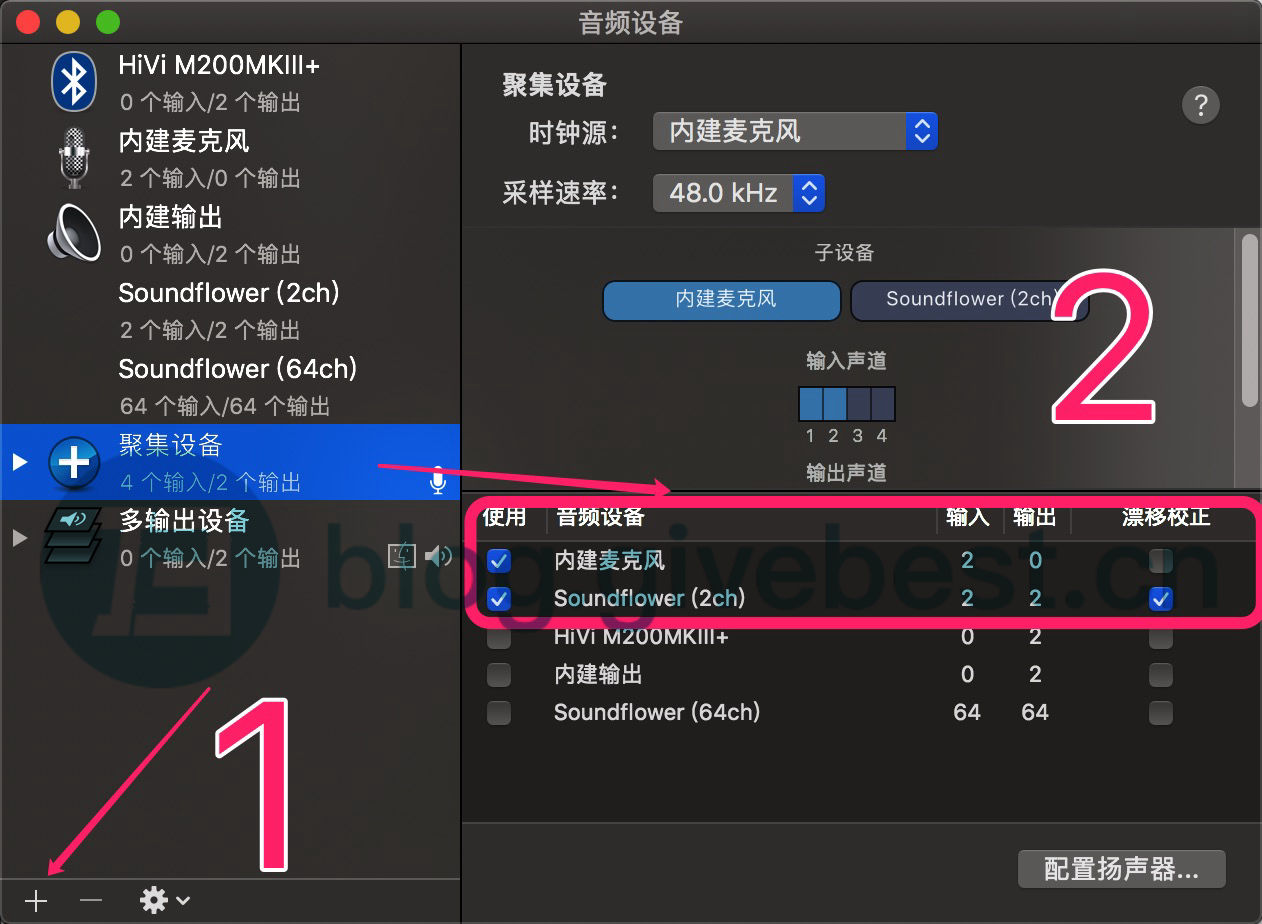 音频设备
HiVi M200MKIII+
0 个输入/2 个输出
内建麦克风
2 个输入/0 个输出
内建输出
0 个输入/2 个输出
Soundflower (2ch)
2 个输入/2 个输出
Soundflower (64ch)
64 个输入/64 个输出
聚集设备
4 个输入/2 个输出
多输出设备
0 个输入/2 个输出
1
聚集设备
?
时钟源: 内建麦克风
采样速率: 48.0 kHz
子设备
内建麦克风 Soundflower (2ch)
2
输入声道
1 2 3 4
输出声道
使用 音频设备 输入 输出 漂移校正
内建麦克风 2 0
Soundflower (2ch) 2 2
HiVi M200MKIII+ 0 2
内建输出 0 2
Soundflower (64ch) 64 64
blog.givebest.cn
配置扬声器...